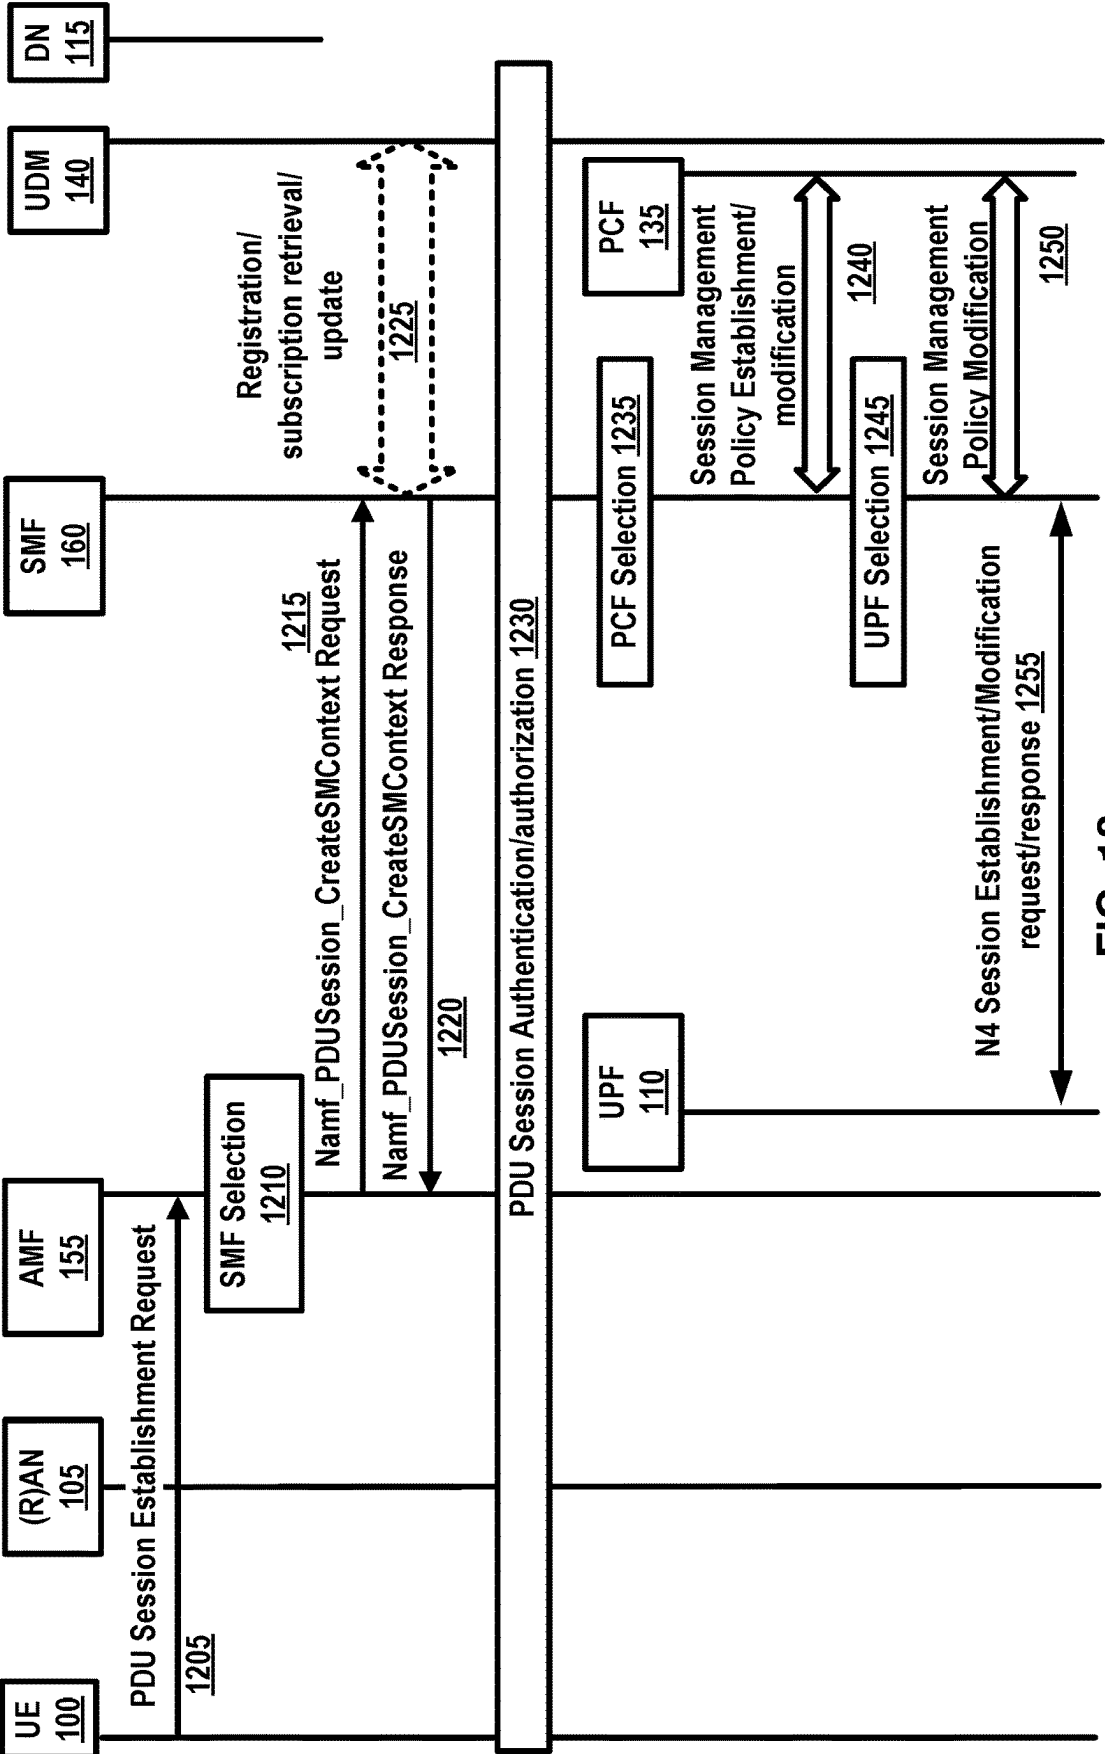 UE
100
(R)AN
105
AMF
155
SMF
160
UDM
140
DN
115
PDU Session Establishment Request
1205
SMF Selection
1210
1215
Namf_PDUSession_CreateSMContext Request
Namf_PDUSession_CreateSMContext Response
1220
Registration/
subscription retrieval/
update
1225
PDU Session Authentication/authorization 1230
UPF
110
PCF
135
PCF Selection 1235
Session Management
Policy Establishment/
modification
1240
UPF Selection 1245
Session Management
Policy Modification
1250
N4 Session Establishment/Modification
request/response 1255